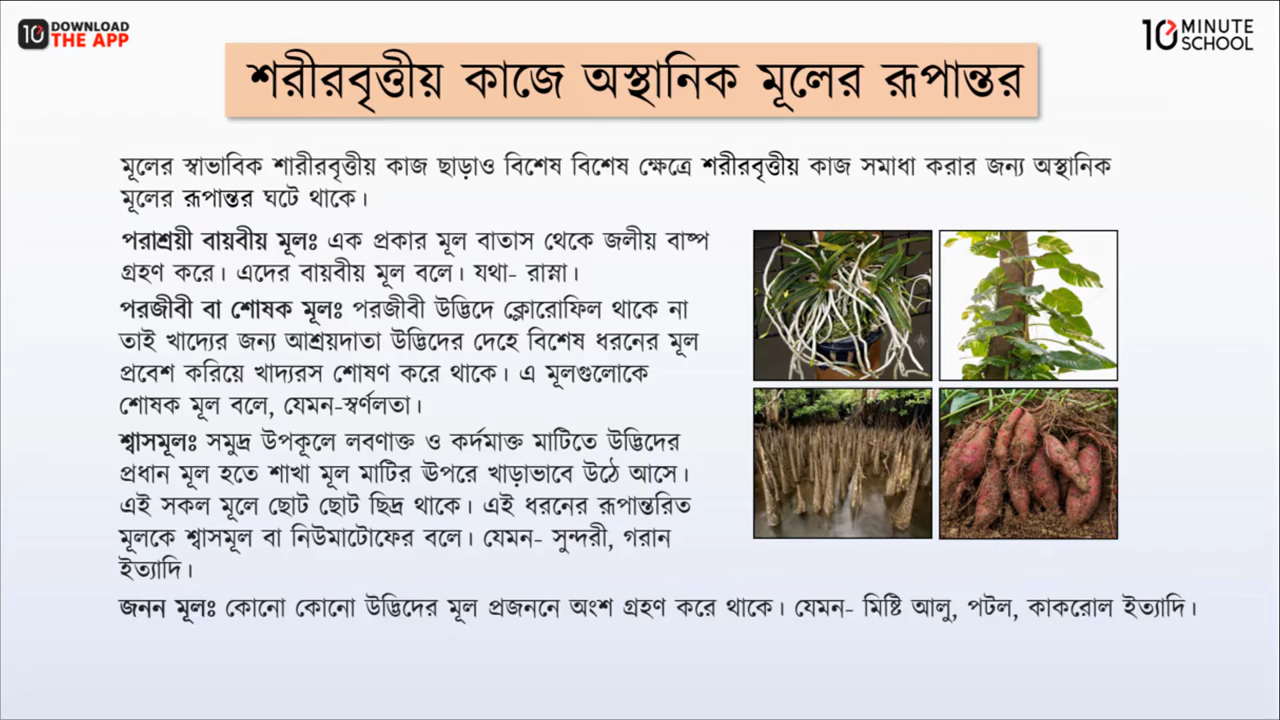 10 DOWNLOAD THE APP
10 MINUTE SCHOOL
শরীরবৃত্তীয় কাজে অস্থানিক মূলের রূপান্তর
মূলের স্বাভাবিক শারীরবৃত্তীয় কাজ ছাড়াও বিশেষ বিশেষ ক্ষেত্রে শরীরবৃত্তীয় কাজ সমাধা করার জন্য অস্থানিক
মূলের রূপান্তর ঘটে থাকে।
পরাশ্রয়ী বায়বীয় মূলঃ এক প্রকার মূল বাতাস থেকে জলীয় বাষ্প
গ্রহণ করে। এদের বায়বীয় মূল বলে। যথা- রাস্না।
পরজীবী বা শোষক মূলঃ পরজীবী উদ্ভিদে ক্লোরোফিল থাকে না
তাই খাদ্যের জন্য আশ্রয়দাতা উদ্ভিদের দেহে বিশেষ ধরনের মূল
প্রবেশ করিয়ে খাদ্যরস শোষণ করে থাকে। এ মূলগুলোকে
শোষক মূল বলে, যেমন-স্বর্ণলতা।
শ্বাসমূলঃ সমুদ্র উপকূলে লবণাক্ত ও কর্দমাক্ত মাটিতে উদ্ভিদের
প্রধান মূল হতে শাখা মূল মাটির ঊপরে খাড়াভাবে উঠে আসে।
এই সকল মূলে ছোট ছোট ছিদ্র থাকে। এই ধরনের রূপান্তরিত
মূলকে শ্বাসমূল বা নিউমাটোফের বলে। যেমন- সুন্দরী, গরান
ইত্যাদি।
জনন মূলঃ কোনো কোনো উদ্ভিদের মূল প্রজননে অংশ গ্রহণ করে থাকে। যেমন- মিষ্টি আলু, পটল, কাকরোল ইত্যাদি।